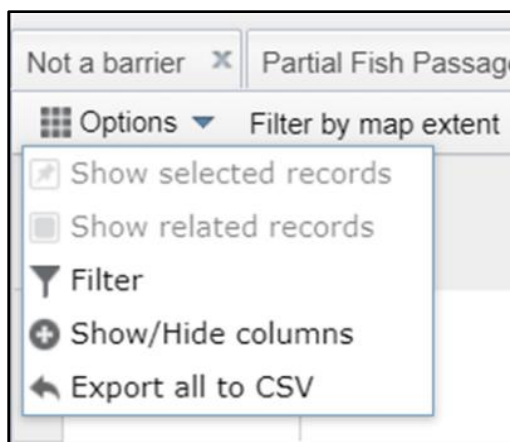 Not a barrier Partial Fish Passag
Options Filter by map extent
Show selected records
Show related records
Filter
Show/Hide columns
Export all to CSV